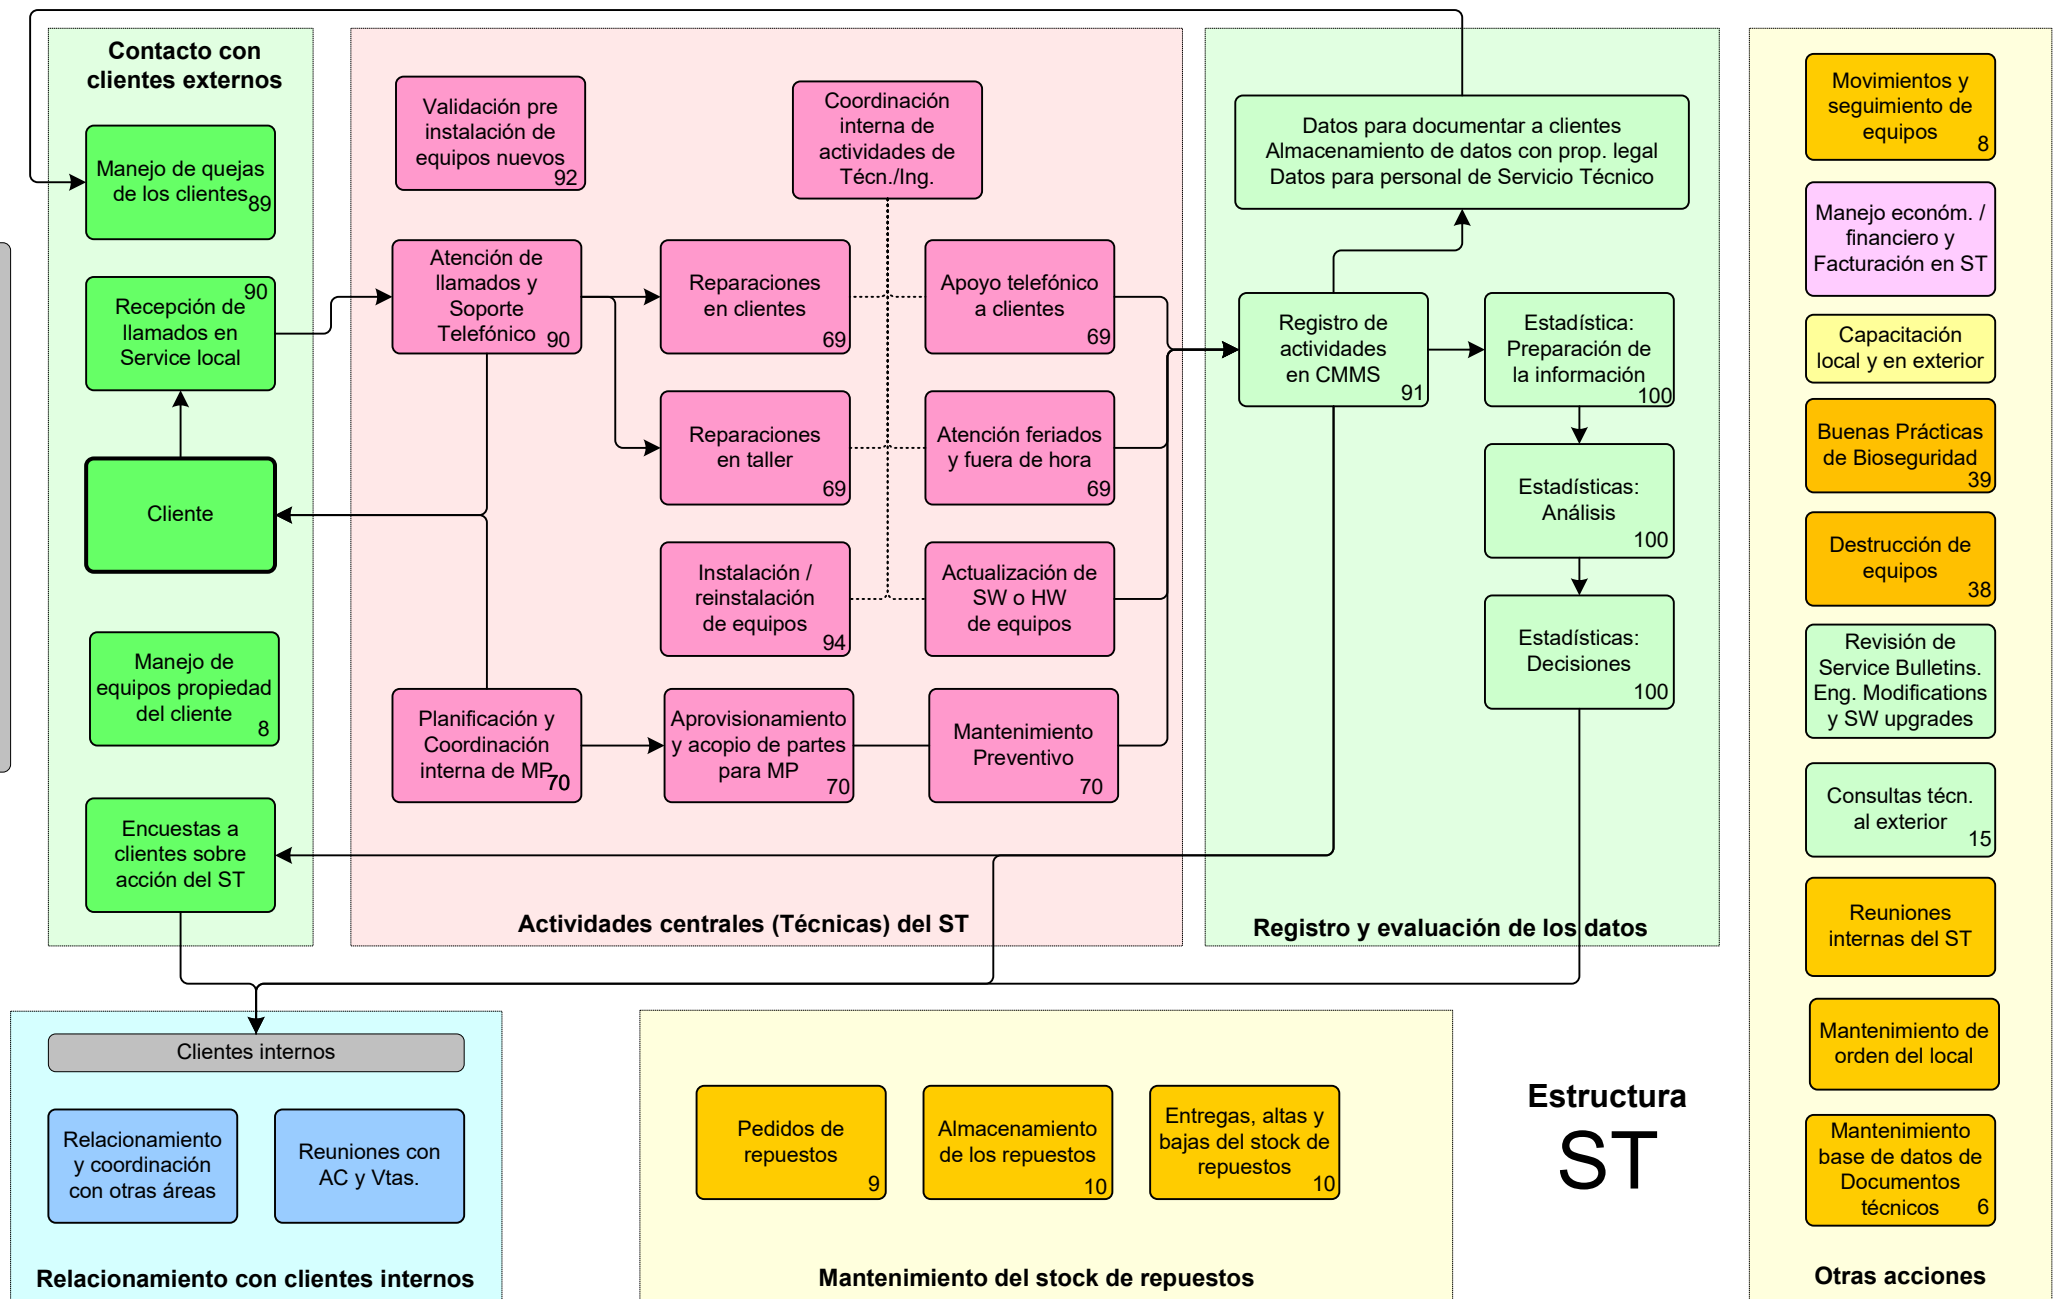 Contacto con
clientes externos
Manejo de quejas
de los clientes
89
Recepción de
90
llamados en
Service local
Cliente
Manejo de
equipos propiedad
del cliente
8
Encuestas a
clientes sobre
acción del ST
Validación pre
instalación de
equipos nuevos
92
Coordinación
interna de
actividades de
Técn./Ing.
Atención de
llamados y
Soporte
Telefónico
90
Reparaciones
en clientes
69
Apoyo telefónico
a clientes
69
Reparaciones
en taller
69
Atención feriados
y fuera de hora
69
Instalación /
reinstalación
de equipos
94
Actualización de
SW o HW
de equipos
Planificación y
Coordinación
interna de MP
70
Aprovisionamiento
y acopio de partes
para MP
70
Mantenimiento
Preventivo
70
Actividades centrales (Técnicas) del ST
Datos para documentar a clientes
Almacenamiento de datos con prop. legal
Datos para personal de Servicio Técnico
Registro de
actividades
en CMMS
91
Estadística:
Preparación de
la información
100
Estadísticas:
Análisis
100
Estadísticas:
Decisiones
100
Registro y evaluación de los datos
Movimientos y
seguimiento de
equipos
8
Manejo económ. /
financiero y
Facturación en ST
Capacitación
local y en exterior
Buenas Prácticas
de Bioseguridad
39
Destrucción de
equipos
38
Revisión de
Service Bulletins.
Eng. Modifications
y SW upgrades
Consultas técn.
al exterior
15
Reuniones
internas del ST
Mantenimiento de
orden del local
Mantenimiento
base de datos de
Documentos
técnicos
6
Otras acciones
Clientes internos
Relacionamiento
y coordinación
con otras áreas
Reuniones con
AC y Vtas.
Relacionamiento con clientes internos
Pedidos de
repuestos
9
Almacenamiento
de los repuestos
10
Entregas, altas y
bajas del stock de
repuestos
10
Mantenimiento del stock de repuestos
Estructura
ST